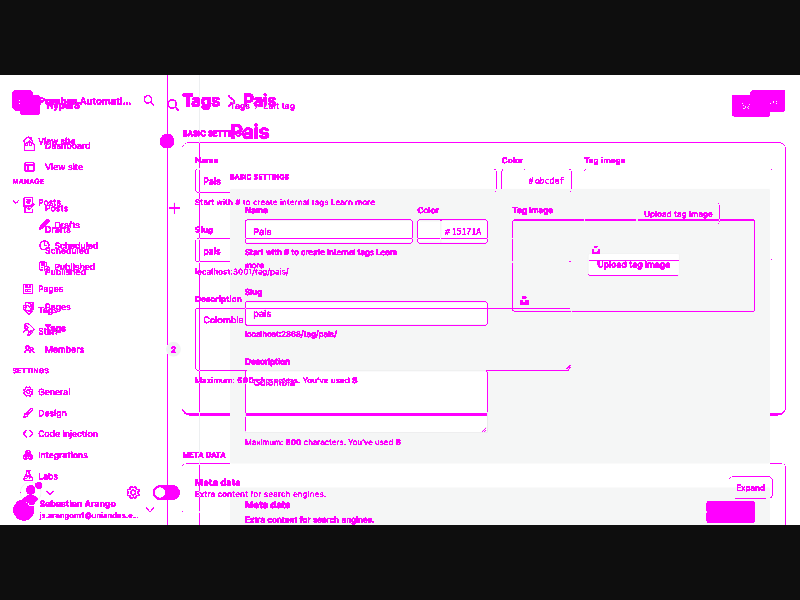 Tags > Pais
Tags > Edit tag
Pais
View site
Dashboard
View site
MANAGE
Posts
Posts
Drafts
Drafts
Scheduled
Scheduled
Published
Published
Pages
Pages
Tags
Tags
Staff
Members
2
SETTINGS
General
Design
Code injection
Integrations
Labs
Sebastian Arango
BASIC SETTINGS
Name
Color
Tag image
Pais
#abcdef
BASIC SETTINGS
Start with # to create internal tags Learn more
Name
Color
Tag image
Upload tag image
Slug
Pais
#15171A
pais
Start with # to create internal tags Learn more
Upload tag image
localhost:3001/tag/pais/
Slug
Description
pais
Colombia
localhost:2368/tag/pais/
Description
Maximum: 500 characters. You've used 8
Colombia
Maximum: 500 characters. You've used 8
META DATA
Meta data
Expand
Extra content for search engines.
Meta data
Extra content for search engines.